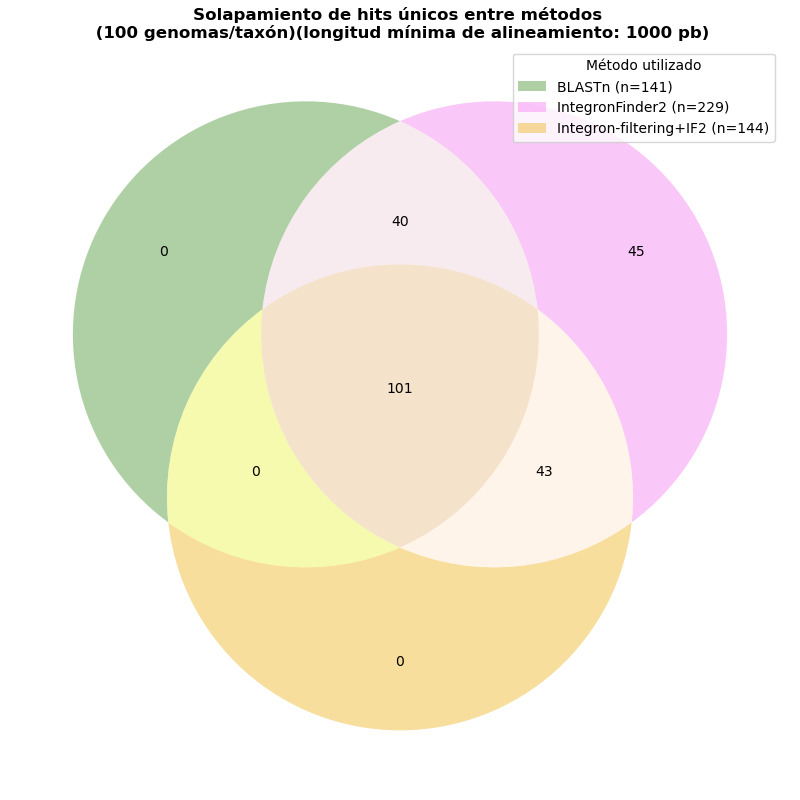 Solapamiento de hits únicos entre métodos
(100 genomas/taxón)(longitud mínima de alineamiento: 1000 pb)
Método utilizado
BLASTn (n=141)
IntegronFinder2 (n=229)
Integron-filtering+IF2 (n=144)
40
0
45
101
0
43
0